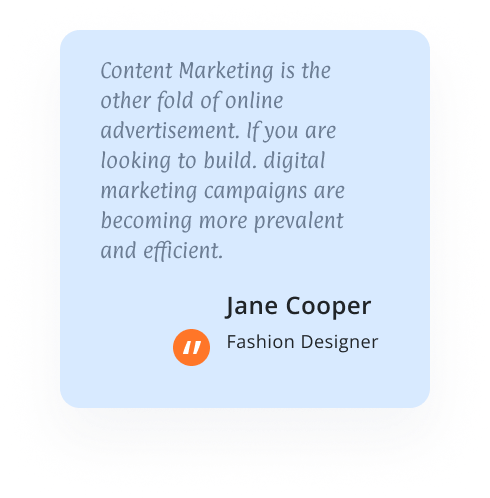 Content Marketing is the
other fold of online
advertisement. If you are
looking to build. digital
marketing campaigns are
becoming more prevalent
and efficient.
Jane Cooper
Fashion Designer